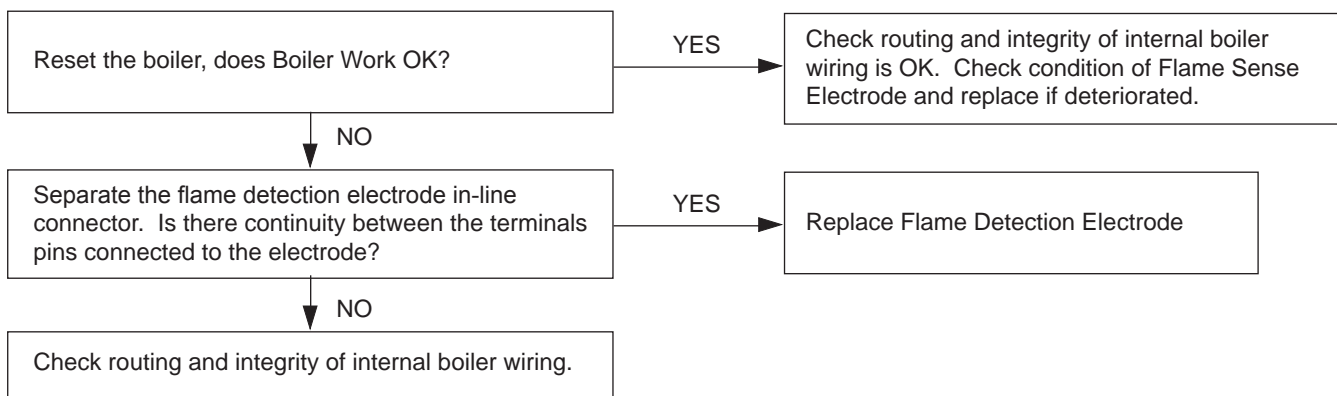 Reset the boiler, does Boiler Work OK?
YES
Check routing and integrity of internal boiler
wiring is OK.  Check condition of Flame Sense
Electrode and replace if deteriorated.
NO
Separate the flame detection electrode in-line
connector.  Is there continuity between the terminals
pins connected to the electrode?
YES
Replace Flame Detection Electrode
NO
Check routing and integrity of internal boiler wiring.